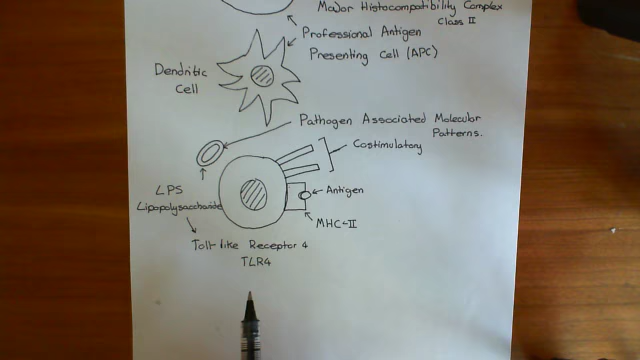 Major Histocompatibility Complex
Class II
Professional Antigen
Presenting Cell (APC)
Dendritic
Cell
Pathogen Associated Molecular
Patterns.
Costimulatory
LPS
Lipopolysaccharide
Antigen
MHC-II
Toll-like Receptor 4
TLR4